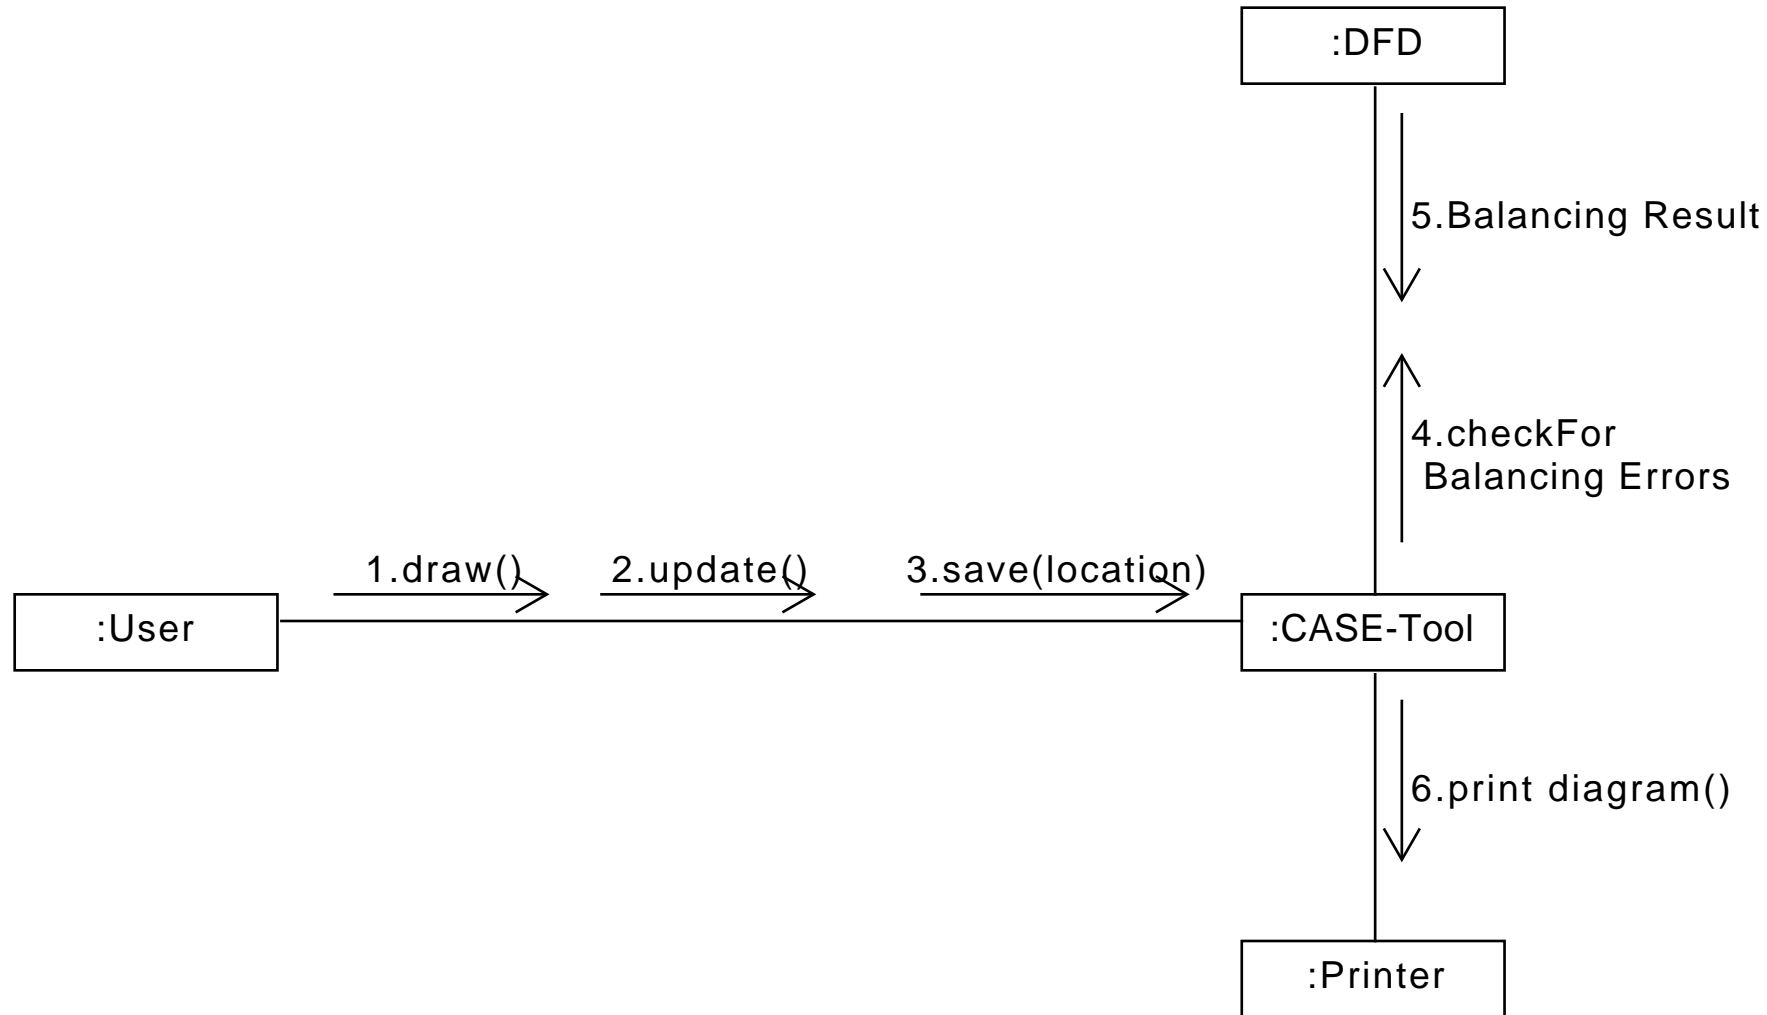 :DFD
5.Balancing Result
4.checkFor
Balancing Errors
1.draw()
2.update()
3.save(location)
:User
:CASE-Tool
6.print diagram()
:Printer